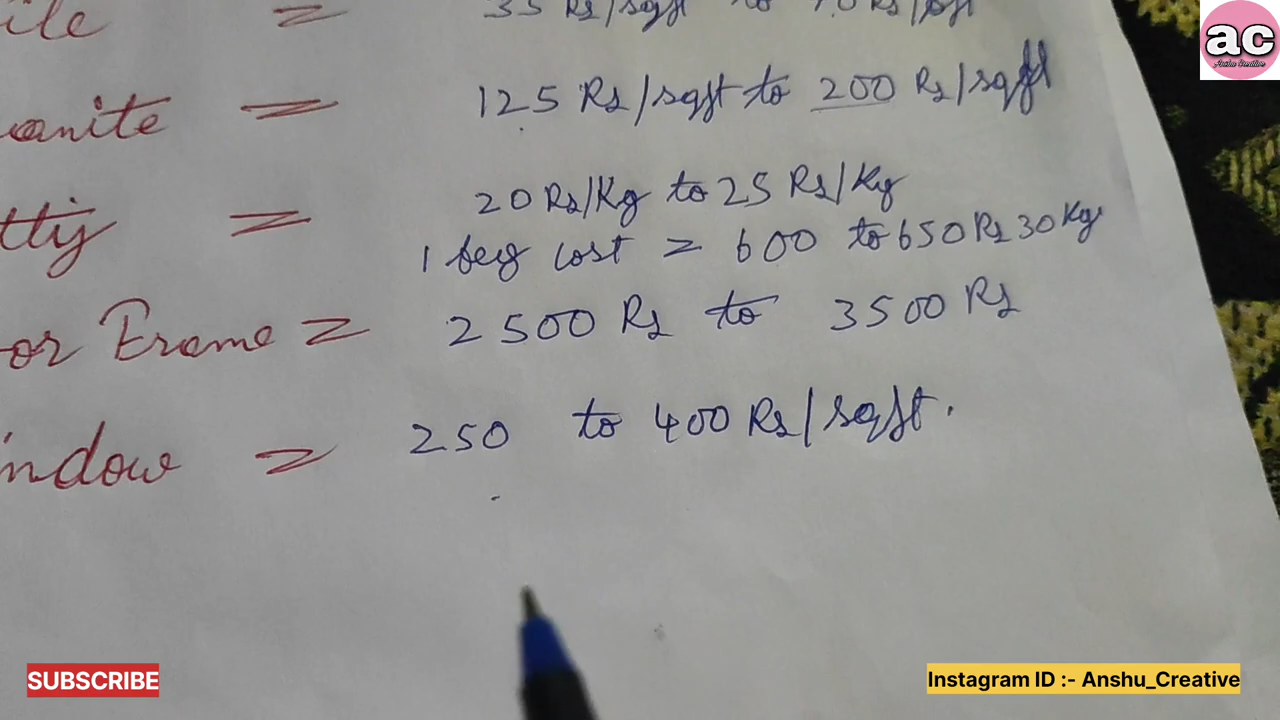 ac
Anshu Creative
ile = 35 Rs/sqft to
anite = 125 Rs/sqft to 200 Rs/sqft
tty = 20 Rs/Kg to 25 Rs/Kg
1 beg cost = 600 to 650 Rs 30 Kg
or Frame = 2500 Rs to 3500 Rs
indow = 250 to 400 Rs/sqft.
SUBSCRIBE
Instagram ID :- Anshu_Creative